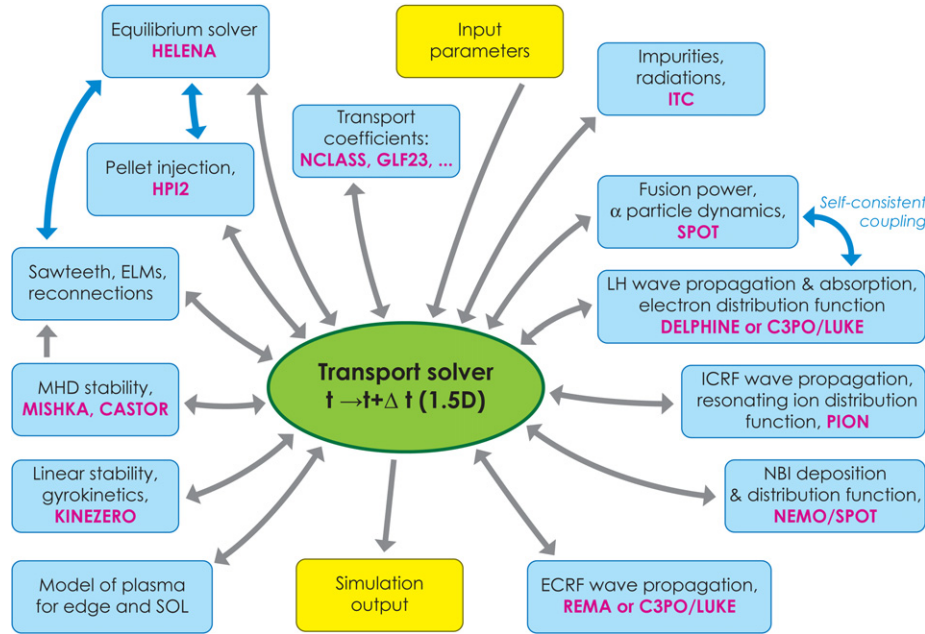 Equilibrium solver
HELENA
Input
parameters
Impurities,
radiations,
ITC
Transport
coefficients:
NCLASS, GLF23, ...
Pellet injection,
HPI2
Fusion power,
α particle dynamics,
SPOT
Self-consistent
coupling
Sawteeth, ELMs,
reconnections
LH wave propagation & absorption,
electron distribution function
DELPHINE or C3PO/LUKE
Transport solver
t →t+Δ t (1.5D)
MHD stability,
MISHKA, CASTOR
ICRF wave propagation,
resonating ion distribution
function, PION
Linear stability,
gyrokinetics,
KINEZERO
NBI deposition
& distribution function,
NEMO/SPOT
Model of plasma
for edge and SOL
Simulation
output
ECRF wave propagation,
REMA or C3PO/LUKE